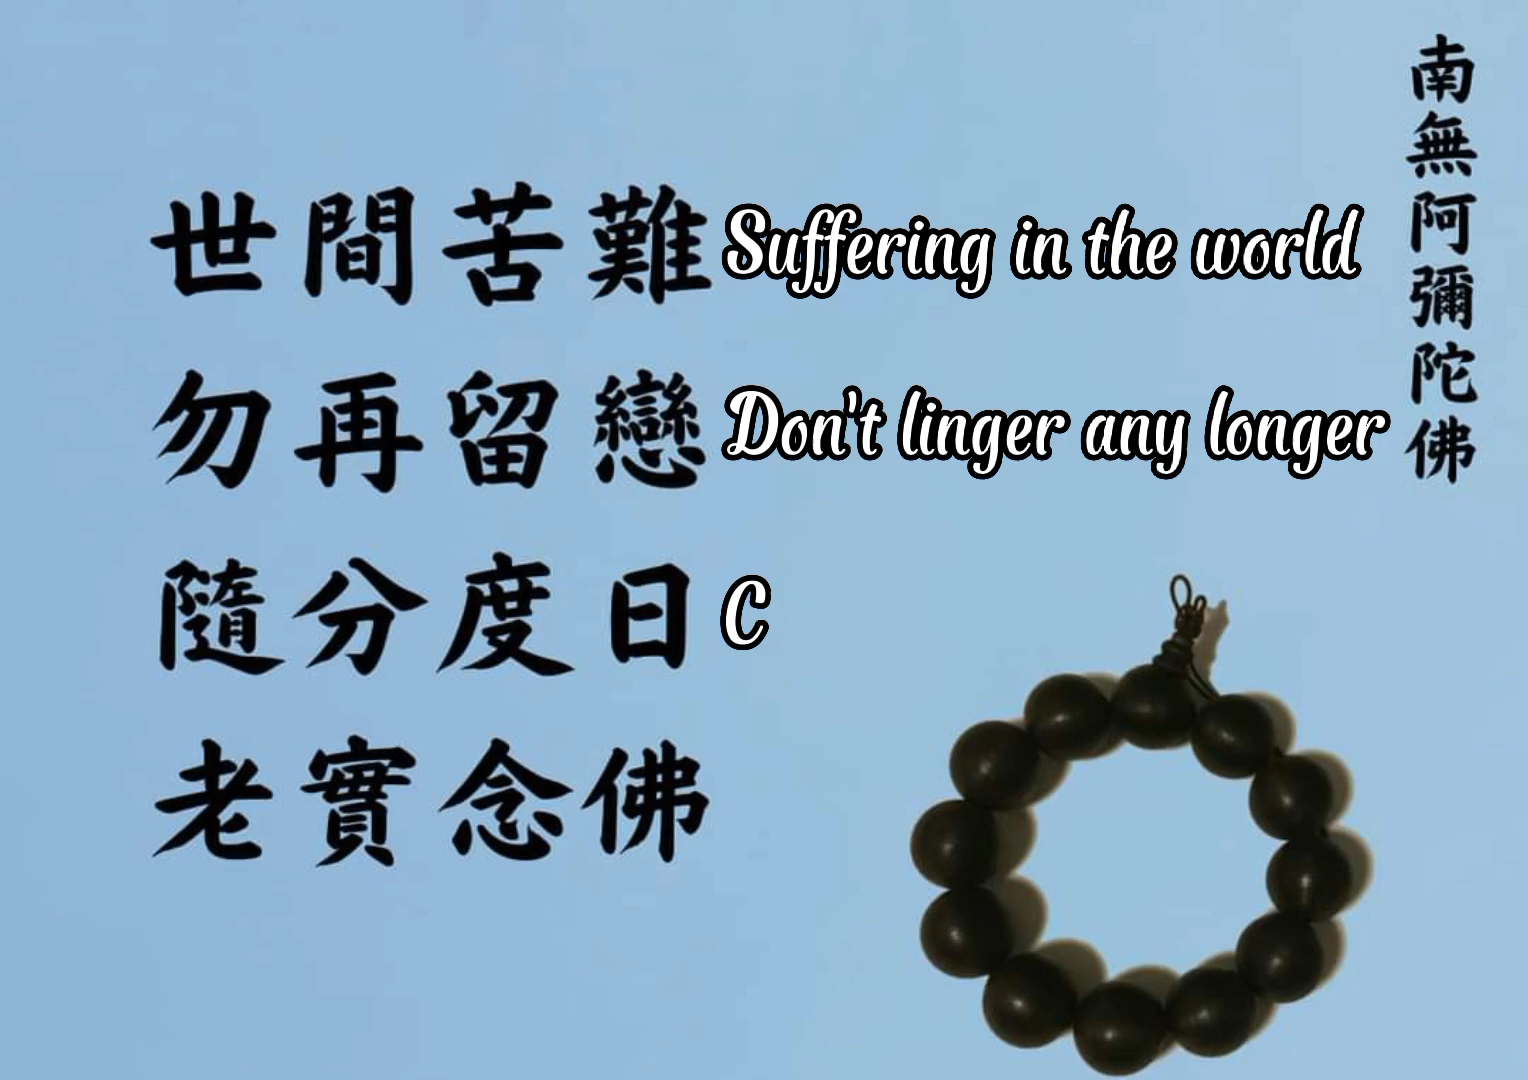 南無阿彌陀佛
世間苦難 Suffering in the world
勿再留戀 Don't linger any longer
隨分度日 C
老實念佛